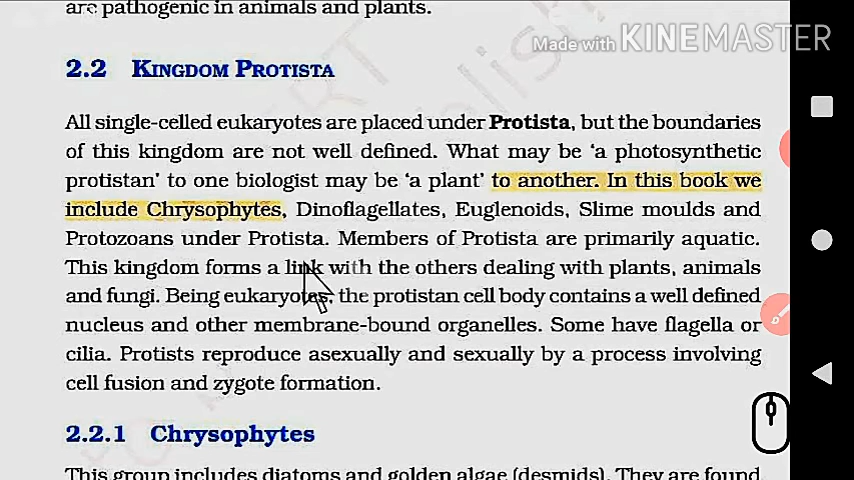 are pathogenic in animals and plants.
Made with KINEMASTER
2.2 KINGDOM PROTISTA
All single-celled eukaryotes are placed under Protista, but the boundaries
of this kingdom are not well defined. What may be ‘a photosynthetic
protistan’ to one biologist may be ‘a plant’ to another. In this book we
include Chrysophytes, Dinoflagellates, Euglenoids, Slime moulds and
Protozoans under Protista. Members of Protista are primarily aquatic.
This kingdom forms a link with the others dealing with plants, animals
and fungi. Being eukaryotes, the protistan cell body contains a well defined
nucleus and other membrane-bound organelles. Some have flagella or
cilia. Protists reproduce asexually and sexually by a process involving
cell fusion and zygote formation.
2.2.1 Chrysophytes
This group includes diatoms and golden algae (desmids). They are found